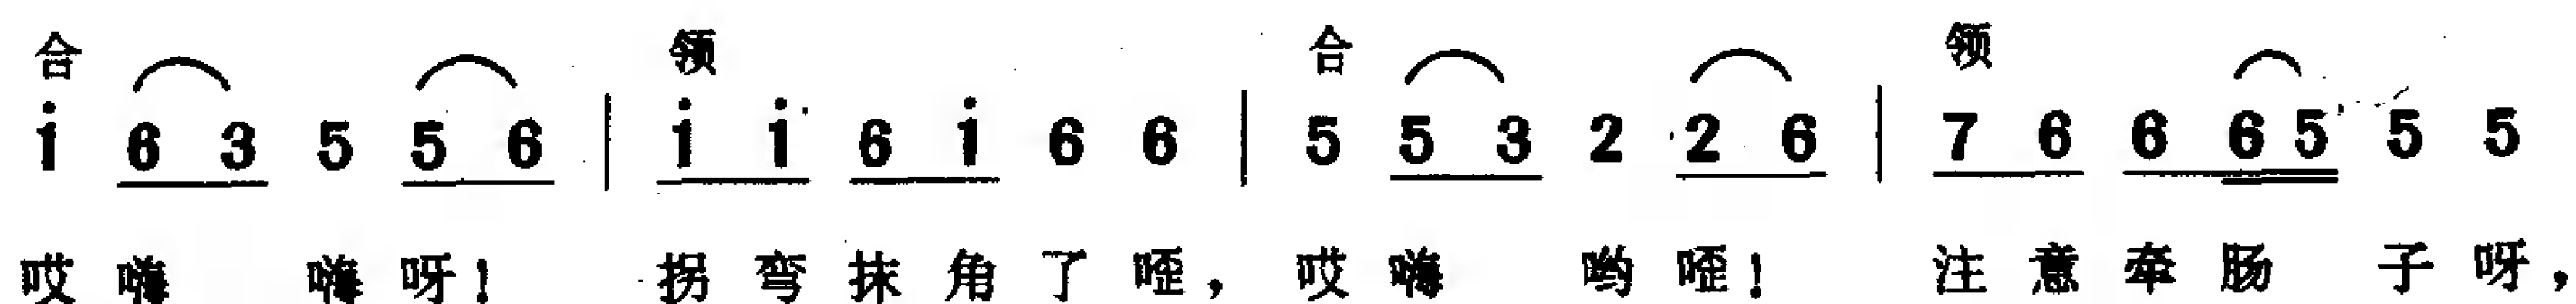 合 领 合 领
i 6 3 5 5 6 | i i 6 i 6 6 | 5 5 3 2 2 6 | 7 6 6 6 5 5 5
哎嗨 嗨呀! 拐弯抹角了哑, 哎嗨 哟哑! 注意牵肠 子呀,